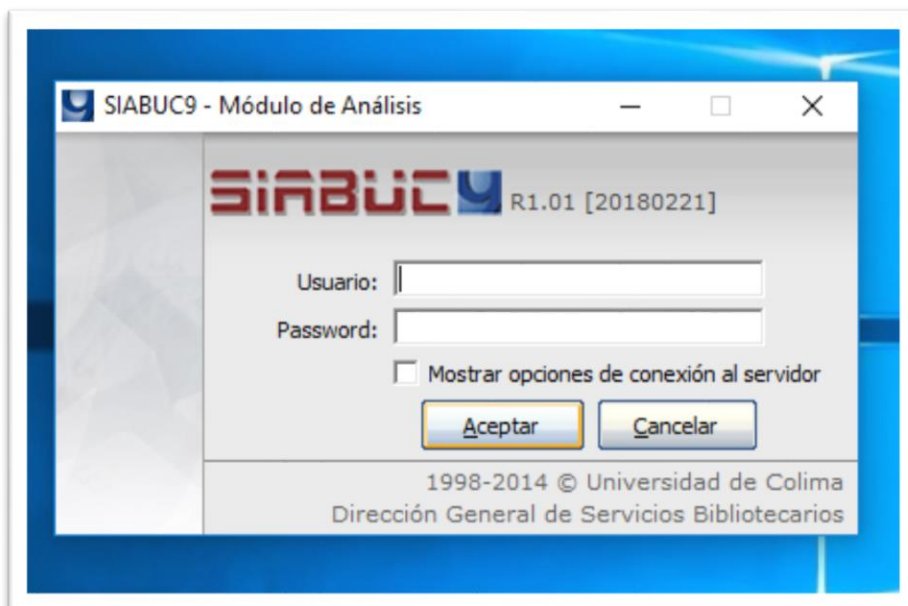 SIABUC9 - Módulo de Análisis
SIABUC9 R1.01 [20180221]
Usuario:
Password:
Mostrar opciones de conexión al servidor
Aceptar Cancelar
1998-2014 © Universidad de Colima
Dirección General de Servicios Bibliotecarios